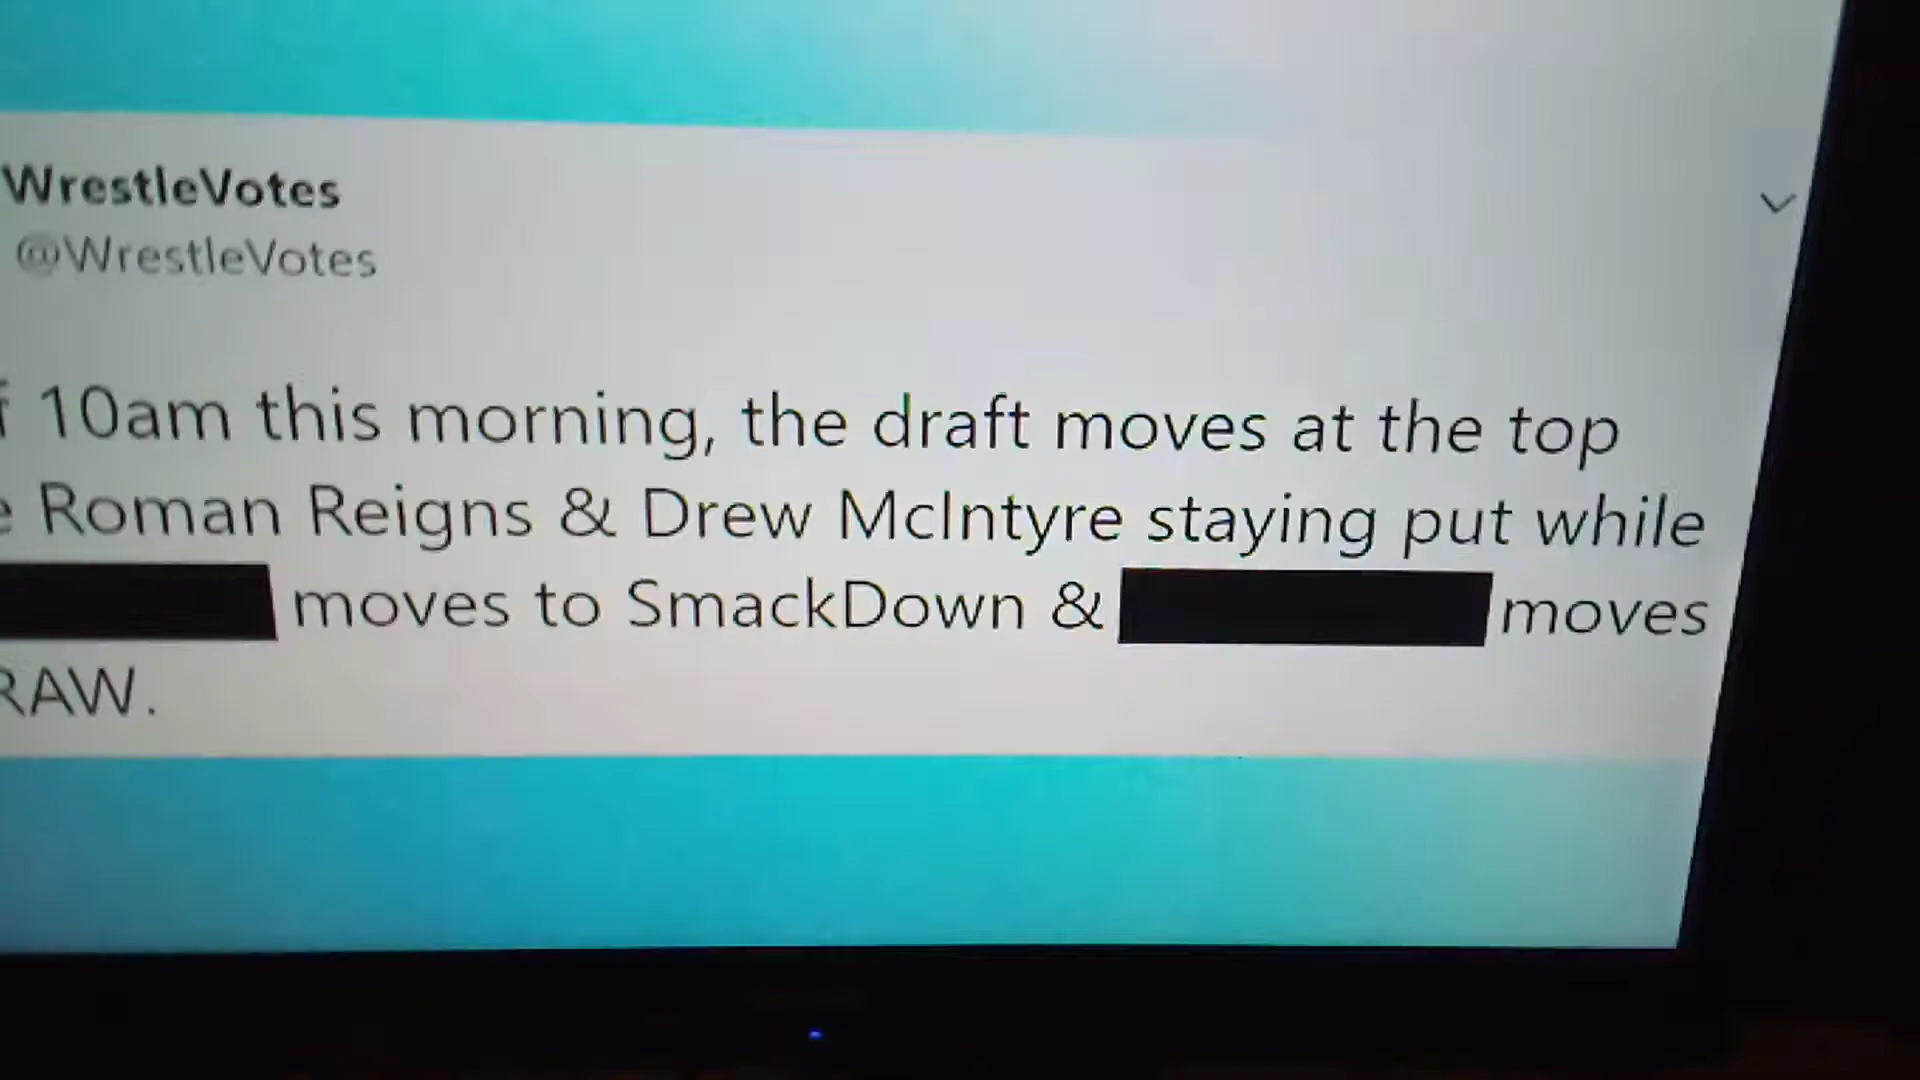 WrestleVotes
@WrestleVotes
10am this morning, the draft moves at the top
Roman Reigns & Drew McIntyre staying put while
moves to SmackDown & moves
RAW.